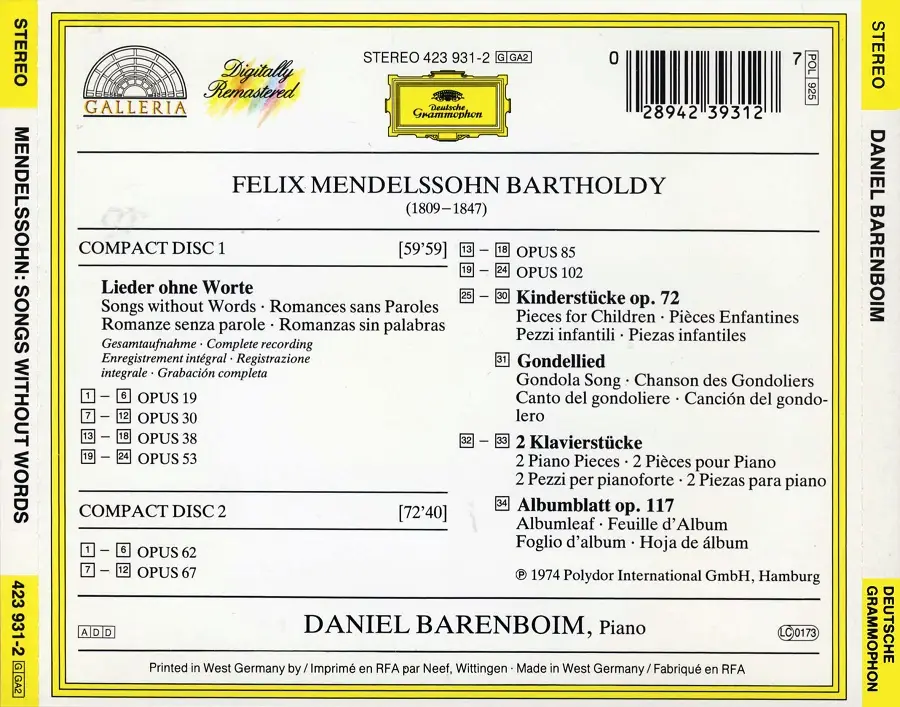 STEREO
MENDELSSOHN: SONGS WITHOUT WORDS
423 931-2 G GA2
GALLERIA
Digitally
Remastered
STEREO 423 931-2 G GA2
Deutsche
Grammophon
0 28942 39312 7
POL 925
FELIX MENDELSSOHN BARTHOLDY
(1809–1847)
COMPACT DISC 1 [59'59]
Lieder ohne Worte
Songs without Words · Romances sans Paroles
Romanze senza parole · Romanzas sin palabras
Gesamtaufnahme · Complete recording
Enregistrement intégral · Registrazione
integrale · Grabación completa
1 – 6 OPUS 19
7 – 12 OPUS 30
13 – 18 OPUS 38
19 – 24 OPUS 53
COMPACT DISC 2 [72'40]
1 – 6 OPUS 62
7 – 12 OPUS 67
13 – 18 OPUS 85
19 – 24 OPUS 102
25 – 30 Kinderstücke op. 72
Pieces for Children · Pièces Enfantines
Pezzi infantili · Piezas infantiles
31 Gondellied
Gondola Song · Chanson des Gondoliers
Canto del gondoliere · Canción del gondo-
lero
32 – 33 2 Klavierstücke
2 Piano Pieces · 2 Pièces pour Piano
2 Pezzi per pianoforte · 2 Piezas para piano
34 Albumblatt op. 117
Albumleaf · Feuille d'Album
Foglio d'album · Hoja de álbum
℗ 1974 Polydor International GmbH, Hamburg
ADD
DANIEL BARENBOIM, Piano
LC 0173
Printed in West Germany by / Imprimé en RFA par Neef, Wittingen · Made in West Germany / Fabriqué en RFA
STEREO
DANIEL BARENBOIM
DEUTSCHE
GRAMMOPHON